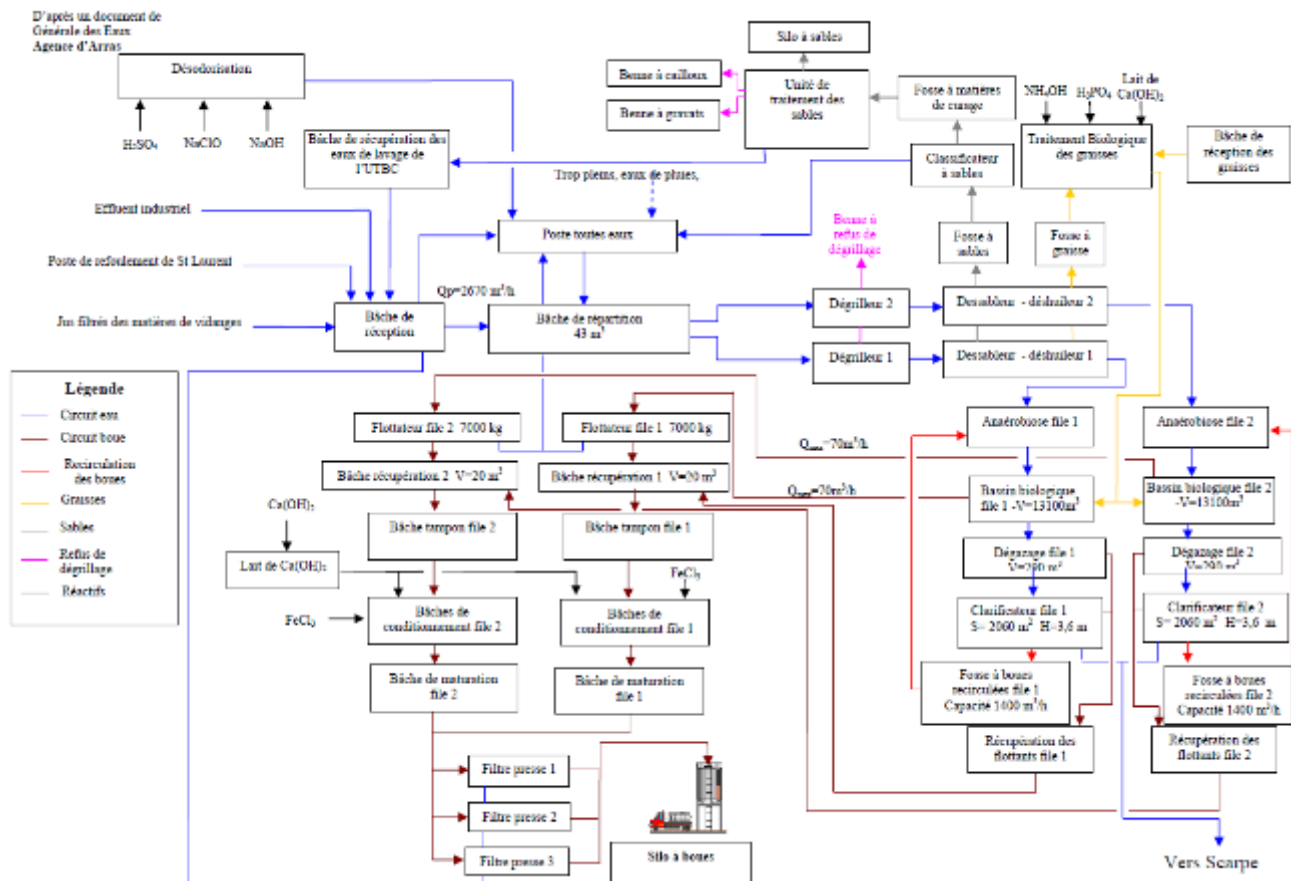 D'après un document de
Générale des Eaux
Agence d'Arras
Désodorisation
H2SO4
NaClO
NaOH
Bâche de récupération des
eaux de lavage de
l'UTBC
Silo à sables
Benne à cailloux
Benne à gravats
Unité de
traitement des
sables
Fosse à matières
de curage
Classificateur
à sables
NH4OH
H3PO4
Lait de
Ca(OH)2
Traitement Biologique
des graisses
Bâche de
réception des
graisses
Trop pleins, eaux de pluies,
Effluent industriel
Poste de refoulement de St Laurent
Jus filtrés des matières de vidanges
Poste toutes eaux
Benne à
refus de
dégrillage
Fosse à
sables
Fosse à
graisse
Qp=2670 m3/h
Bâche de
réception
Bâche de répartition
43 m3
Dégrilleur 2
Dessableur - déshuileur 2
Dégrilleur 1
Dessableur - déshuileur 1
Légende
Circuit eau
Circuit boue
Recirculation
des boues
Graisses
Sables
Refus de
dégrillage
Réactifs
Flottateur file 2 7000 kg
Flottateur file 1 7000 kg
Anaérobiose file 1
Anaérobiose file 2
=70m3/h
Bâche récupération 2 V=20 m3
Bâche récupération 1 V=20 m3
=70m3/h
Bassin biologique
file 1 -V=13100m3
Bassin biologique file 2
-V=13100m3
Ca(OH)2
Bâche tampon file 2
Bâche tampon file 1
Dégazage file 1
Dégazage file 2
Lait de Ca(OH)2
FeCl3
FeCl3
Bâches de
conditionnement file 2
Bâches de
conditionnement file 1
Clarificateur file 1
S= 2060 m2 H=3,6 m
Clarificateur file 2
S= 2060 m2 H=3,6 m
Bâche de maturation
file 2
Bâche de maturation
file 1
Fosse à boues
recirculées file 1
Capacité 1400 m3/h
Fosse à boues
recirculées file 2
Capacité 1400 m3/h
Récupération des
flottants file 1
Récupération des
flottants file 2
Filtre presse 1
Filtre presse 2
Filtre presse 3
Silo à boues
Vers Scarpe